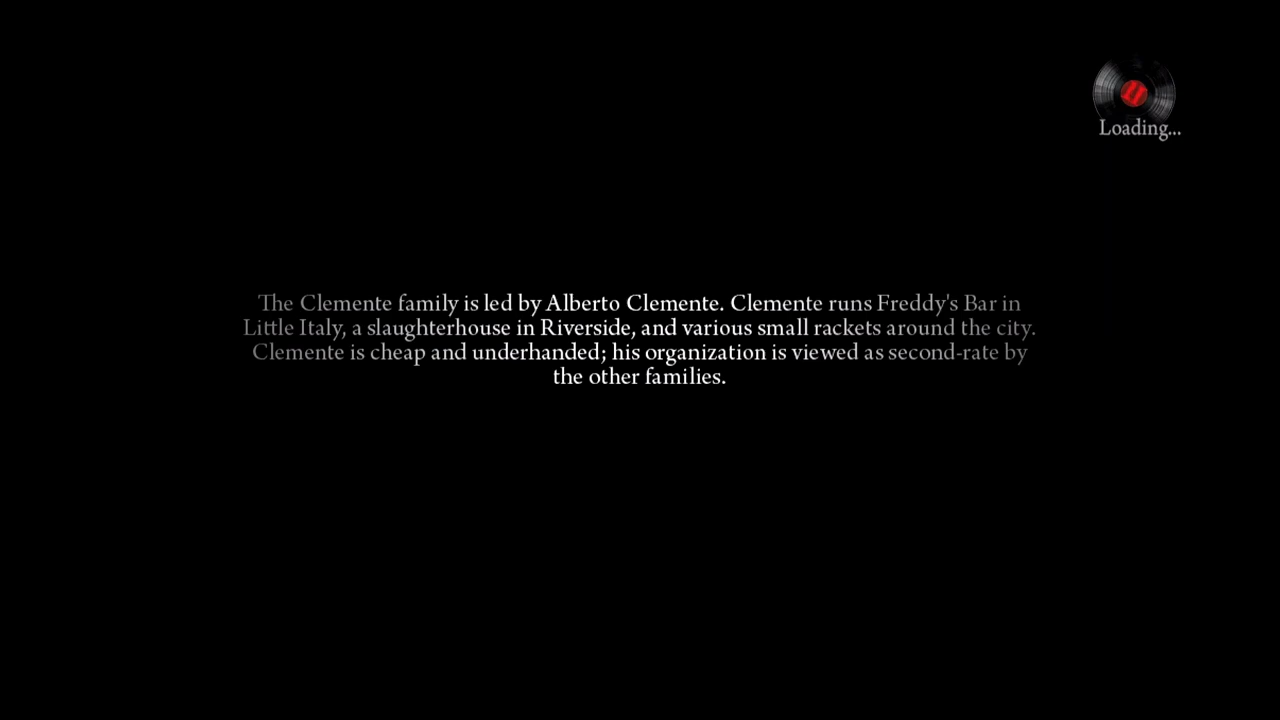 Loading...
The Clemente family is led by Alberto Clemente. Clemente runs Freddy's Bar in
Little Italy, a slaughterhouse in Riverside, and various small rackets around the city.
Clemente is cheap and underhanded; his organization is viewed as second-rate by
the other families.